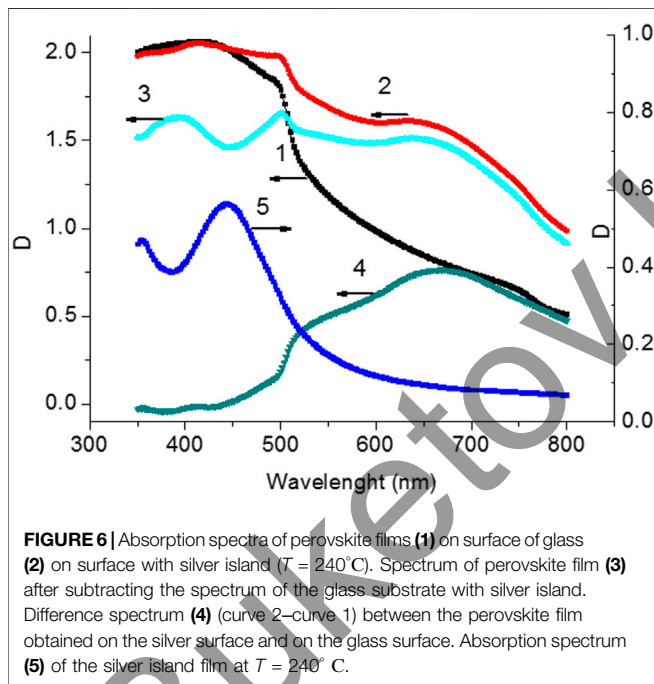 2.0
1.5
1.0
0.5
0.0
D
1.0
0.8
0.6
0.4
0.2
0.0
D
3
2
1
5
4
300 400 500 600 700 800
Wavelenght (nm)
FIGURE 6 | Absorption spectra of perovskite films (1) on surface of glass
(2) on surface with silver island (T = 240°C). Spectrum of perovskite film (3)
after subtracting the spectrum of the glass substrate with silver island.
Difference spectrum (4) (curve 2–curve 1) between the perovskite film
obtained on the silver surface and on the glass surface. Absorption spectrum
(5) of the silver island film at T = 240° C.
uketov